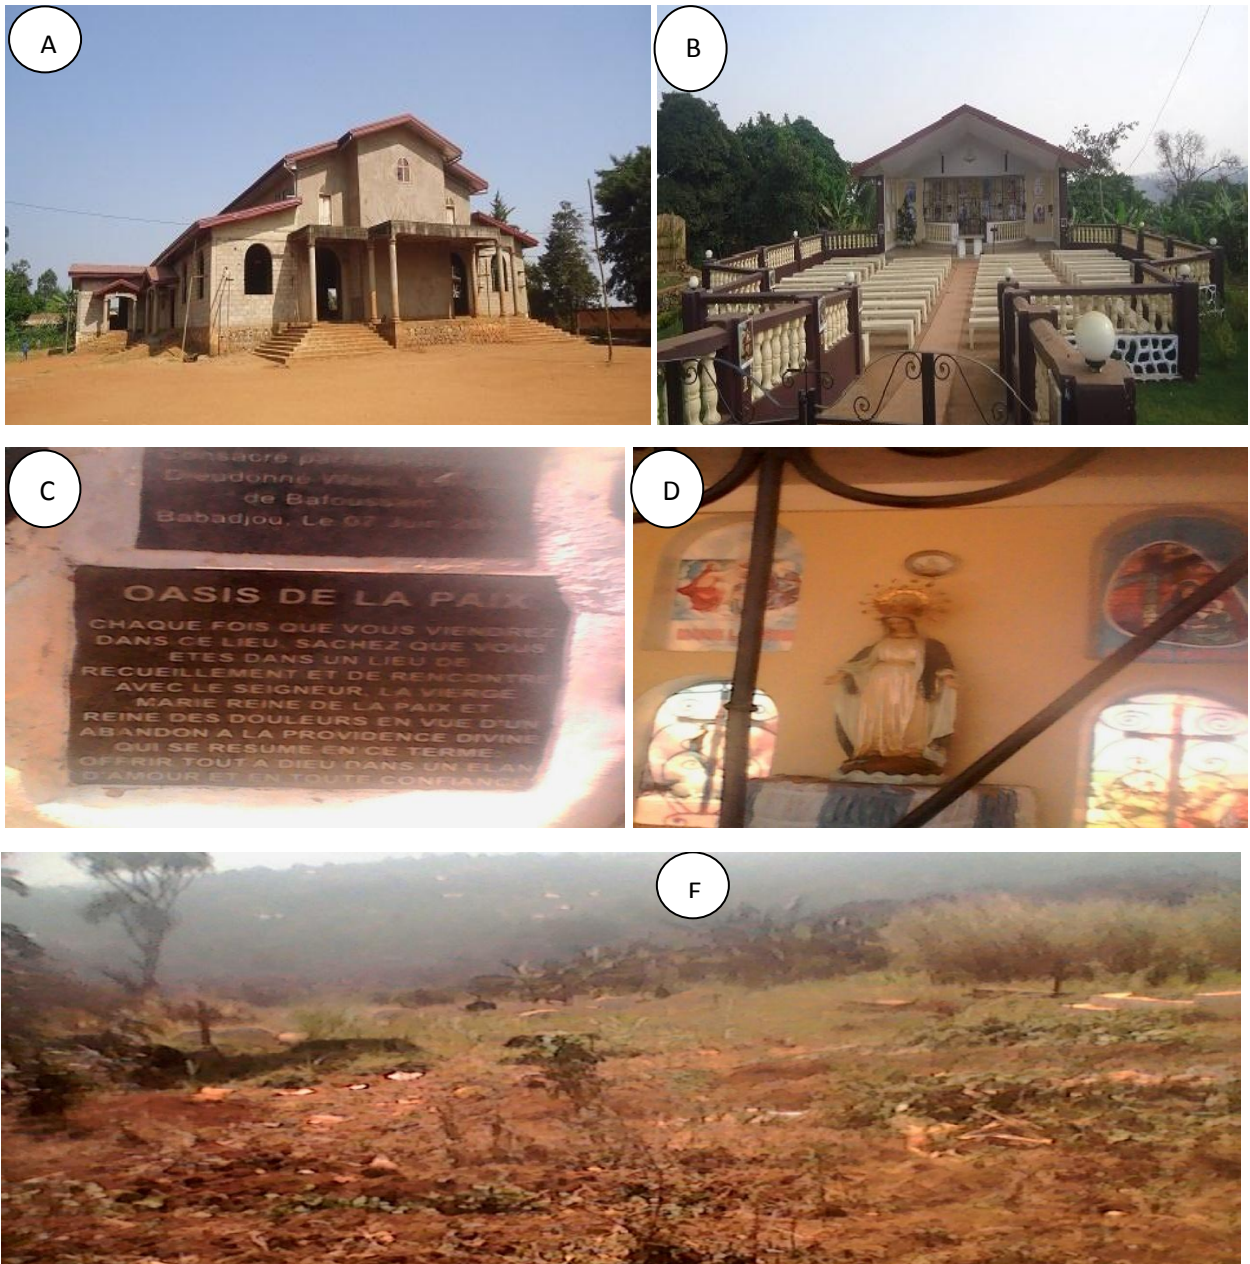 A
B
C
Consacré par
Dieudonné
de Bafoussam
Babadjou, Le 07
OASIS DE LA PAIX
CHAQUE FOIS QUE VOUS VIENDREZ
DANS CE LIEU, SACHEZ QUE VOUS
ETES DANS UN LIEU DE
RECUEILLEMENT ET DE RENCONTRE
AVEC LE SEIGNEUR, LA VIERGE
MARIE REINE DE LA PAIX ET
REINE DES DOULEURS EN VUE D'UN
ABANDON A LA PROVIDENCE DIVINE
QUI SE RESUME EN CE TERME
OFFRIR TOUT A DIEU DANS UN ELAN
D'AMOUR ET EN TOUTE CONFIANCE
D